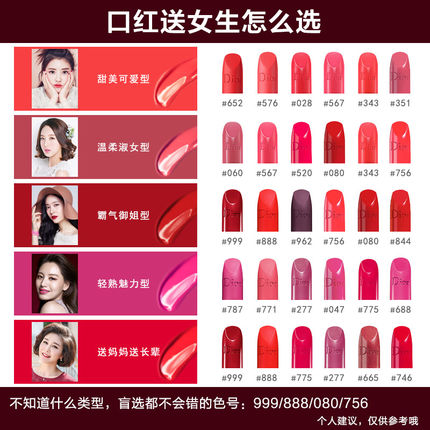 口红送女生怎么选
甜美可爱型
#652 #576 #028 #567 #343 #351
温柔淑女型
#060 #567 #520 #080 #343 #756
霸气御姐型
#999 #888 #962 #756 #080 #844
轻熟魅力型
#787 #771 #277 #047 #775 #688
送妈妈送长辈
#999 #888 #775 #277 #665 #746
不知道什么类型，盲选都不会错的色号：999/888/080/756
个人建议，仅供参考哦